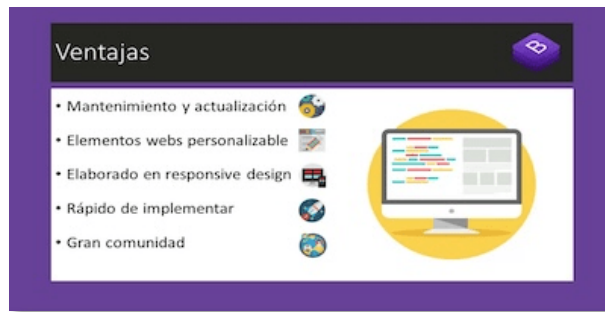 Ventajas
B
• Mantenimiento y actualización
• Elementos webs personalizable
• Elaborado en responsive design
• Rápido de implementar
• Gran comunidad